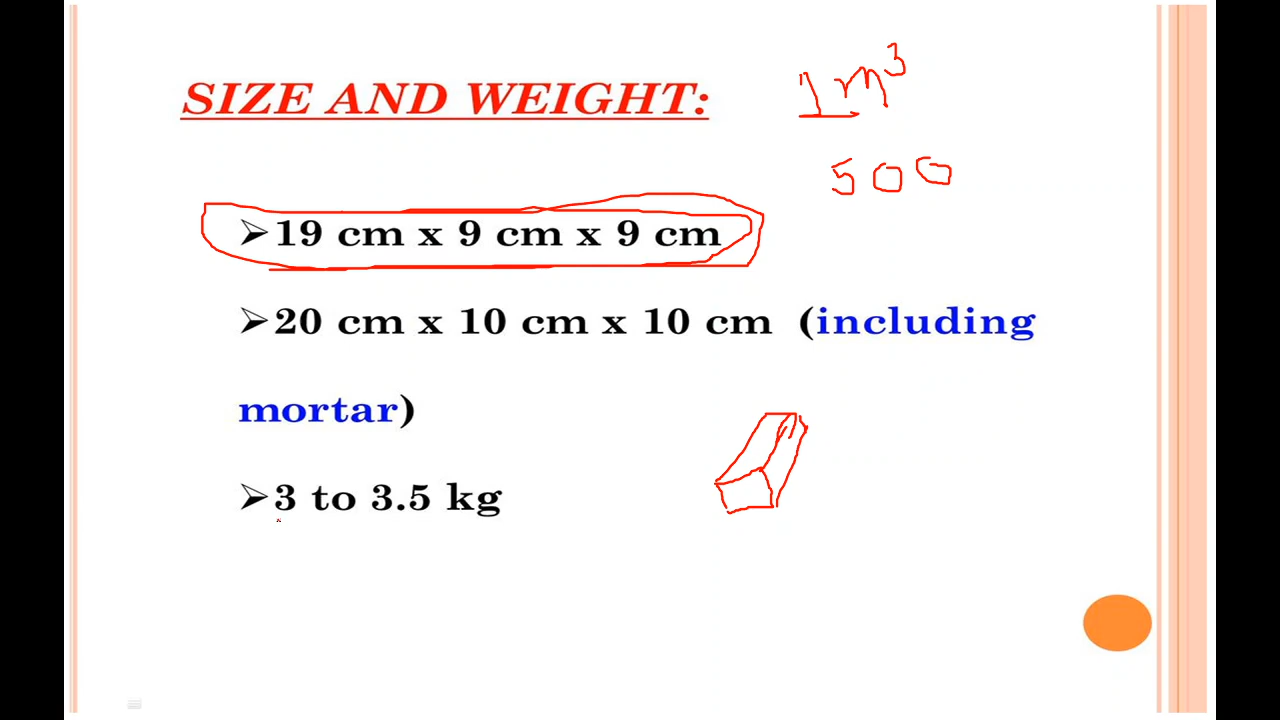 SIZE AND WEIGHT:
1m³
500
➢19 cm x 9 cm x 9 cm
➢20 cm x 10 cm x 10 cm (including
mortar)
➢3 to 3.5 kg